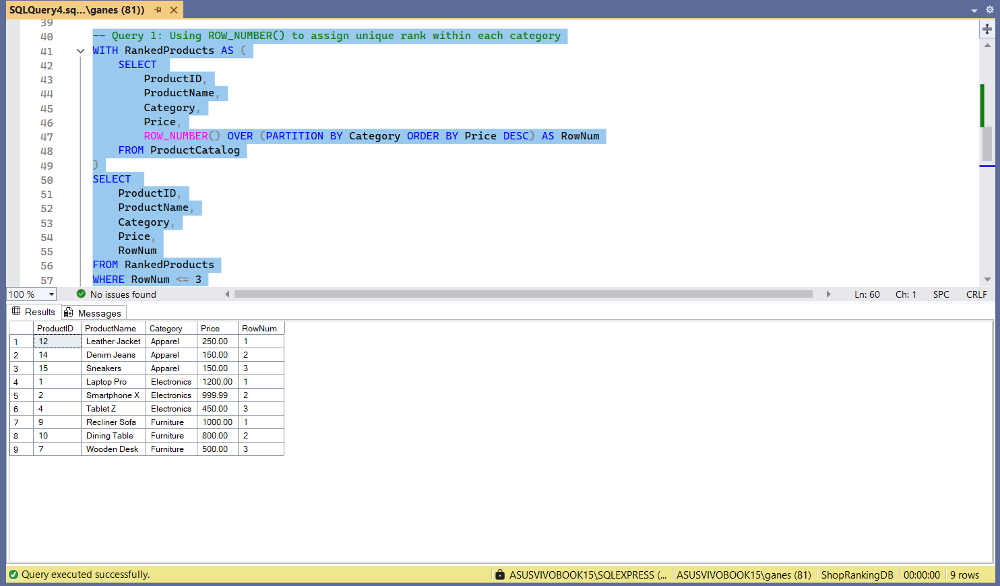 SQLQuery4.sq...\ganes (81))
39
40 -- Query 1: Using ROW_NUMBER() to assign unique rank within each category
41 WITH RankedProducts AS (
42 SELECT
43 ProductID,
44 ProductName,
45 Category,
46 Price,
47 ROW_NUMBER() OVER (PARTITION BY Category ORDER BY Price DESC) AS RowNum
48 FROM ProductCatalog
49 )
50 SELECT
51 ProductID,
52 ProductName,
53 Category,
54 Price,
55 RowNum
56 FROM RankedProducts
57 WHERE RowNum <= 3
100 % No issues found Ln: 60 Ch: 1 SPC CRLF
Results Messages
ProductID ProductName Category Price RowNum
1 12 Leather Jacket Apparel 250.00 1
2 14 Denim Jeans Apparel 150.00 2
3 15 Sneakers Apparel 150.00 3
4 1 Laptop Pro Electronics 1200.00 1
5 2 Smartphone X Electronics 999.99 2
6 4 Tablet Z Electronics 450.00 3
7 9 Recliner Sofa Furniture 1000.00 1
8 10 Dining Table Furniture 800.00 2
9 7 Wooden Desk Furniture 500.00 3
Query executed successfully. ASUSVIVOBOOK15\SQLEXPRESS (... ASUSVIVOBOOK15\ganes (81) ShopRankingDB 00:00:00 9 rows